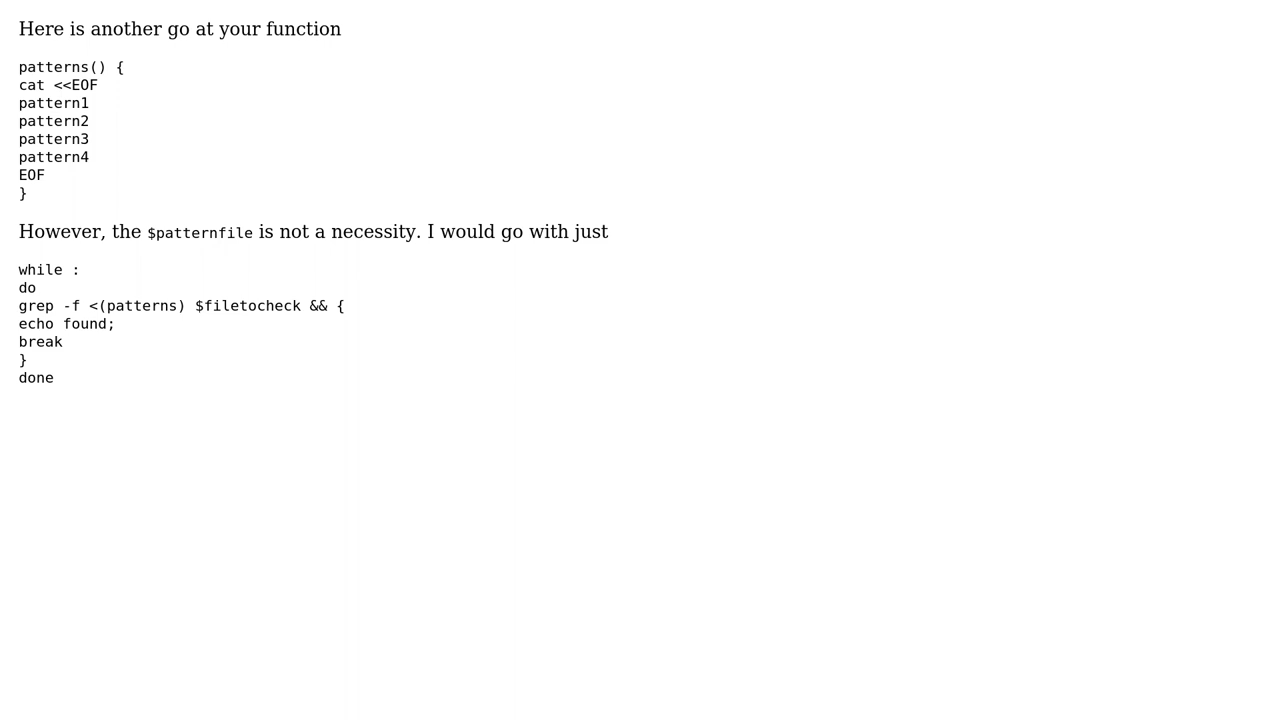 Here is another go at your function
patterns() {
cat <<EOF
pattern1
pattern2
pattern3
pattern4
EOF
}
However, the $patternfile is not a necessity. I would go with just
while :
do
grep -f <(patterns) $filetocheck && {
echo found;
break
}
done